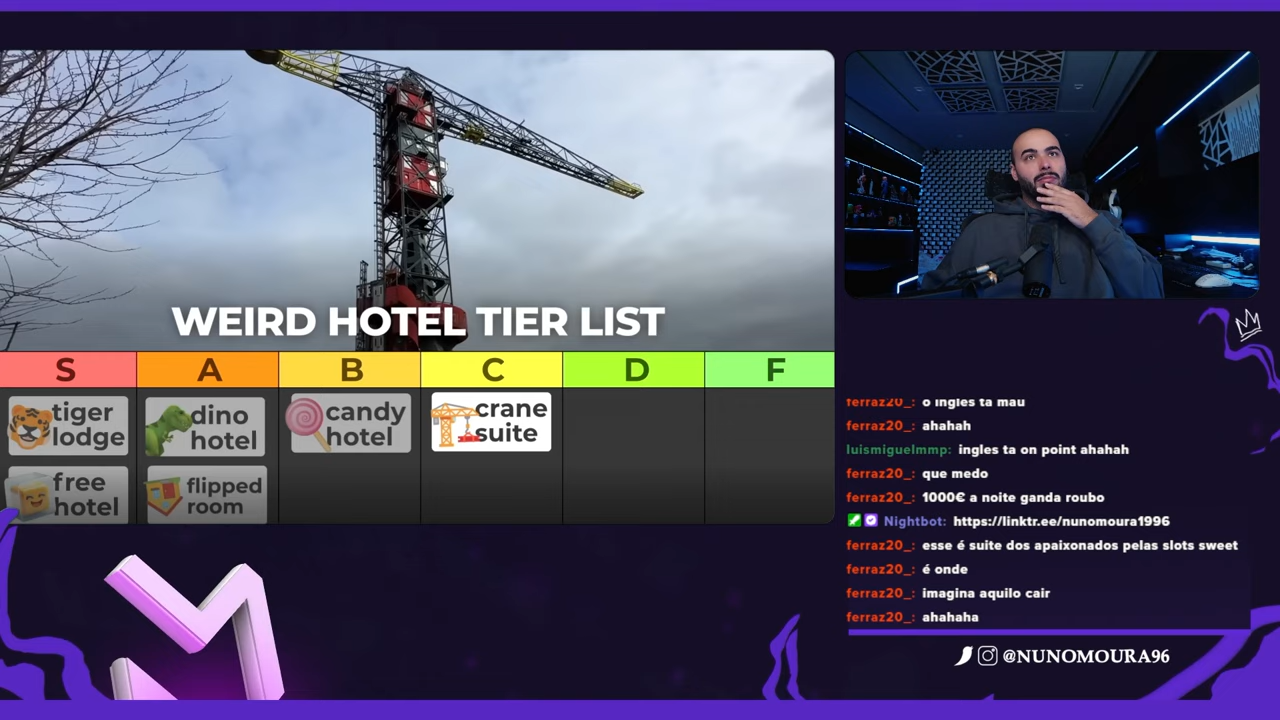 WEIRD HOTEL TIER LIST
S A B C D F
tiger lodge
dino hotel
candy hotel
crane suite
free hotel
flipped room
ferraz20_: o ingles ta mau
ferraz20_: ahahah
luismiguelmmp: ingles ta on point ahahah
ferraz20_: que medo
ferraz20_: 1000€ a noite ganda roubo
Nightbot: https://linktr.ee/nunomoura1996
ferraz20_: esse é suite dos apaixonados pelas slots sweet
ferraz20_: é onde
ferraz20_: imagina aquilo cair
ferraz20_: ahahaha
@NUNOMOURA96